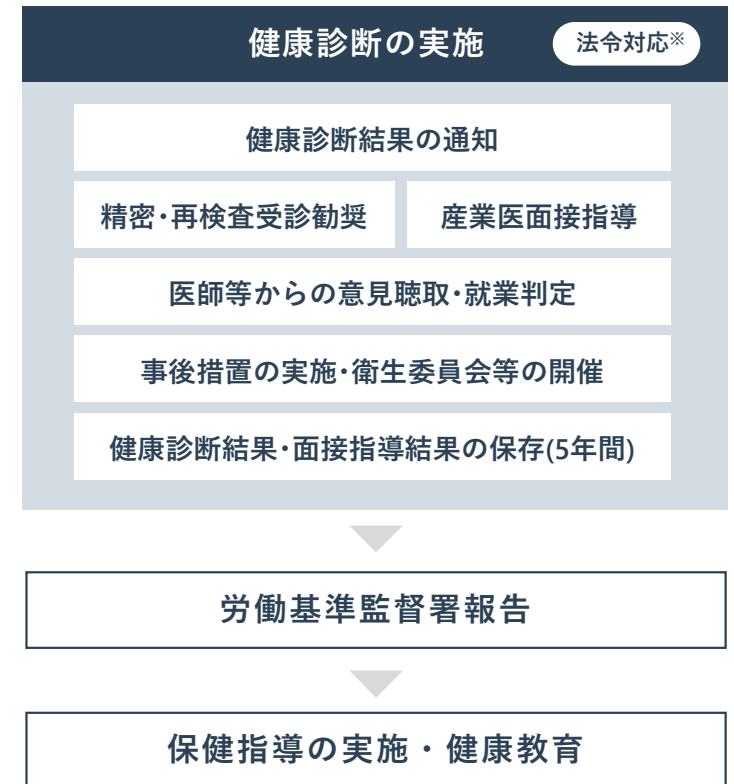 健康診断の実施 法令対応※
健康診断結果の通知
精密・再検査受診勧奨 産業医面接指導
医師等からの意見聴取・就業判定
事後措置の実施・衛生委員会等の開催
健康診断結果・面接指導結果の保存(5年間)
労働基準監督署報告
保健指導の実施・健康教育